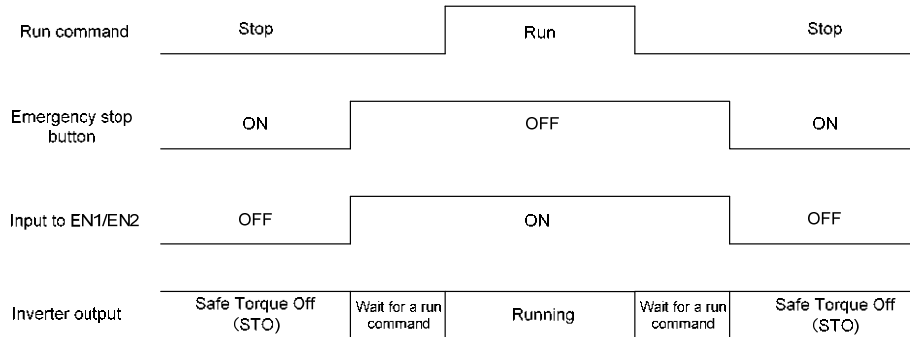 Run command Stop Run Stop
Emergency stop
button
ON OFF ON
Input to EN1/EN2 OFF ON OFF
Inverter output
Safe Torque Off
(STO)
Wait for a run
command
Running
Wait for a run
command
Safe Torque Off
(STO)